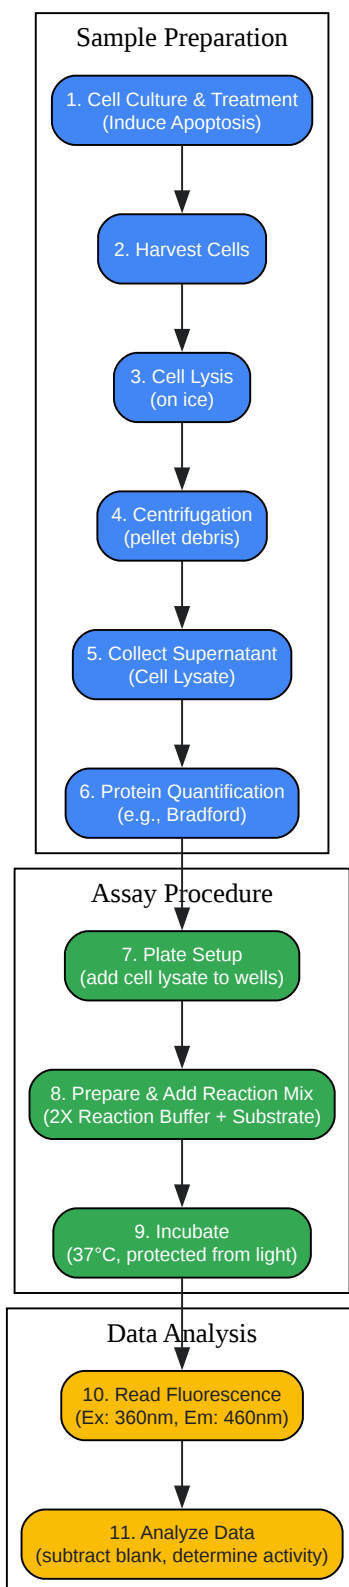 Sample Preparation
1. Cell Culture & Treatment
(Induce Apoptosis)
2. Harvest Cells
3. Cell Lysis
(on ice)
4. Centrifugation
(pellet debris)
5. Collect Supernatant
(Cell Lysate)
6. Protein Quantification
(e.g., Bradford)
Assay Procedure
7. Plate Setup
(add cell lysate to wells)
8. Prepare & Add Reaction Mix
(2X Reaction Buffer + Substrate)
9. Incubate
(37°C, protected from light)
Data Analysis
10. Read Fluorescence
(Ex: 360nm, Em: 460nm)
11. Analyze Data
(subtract blank, determine activity)